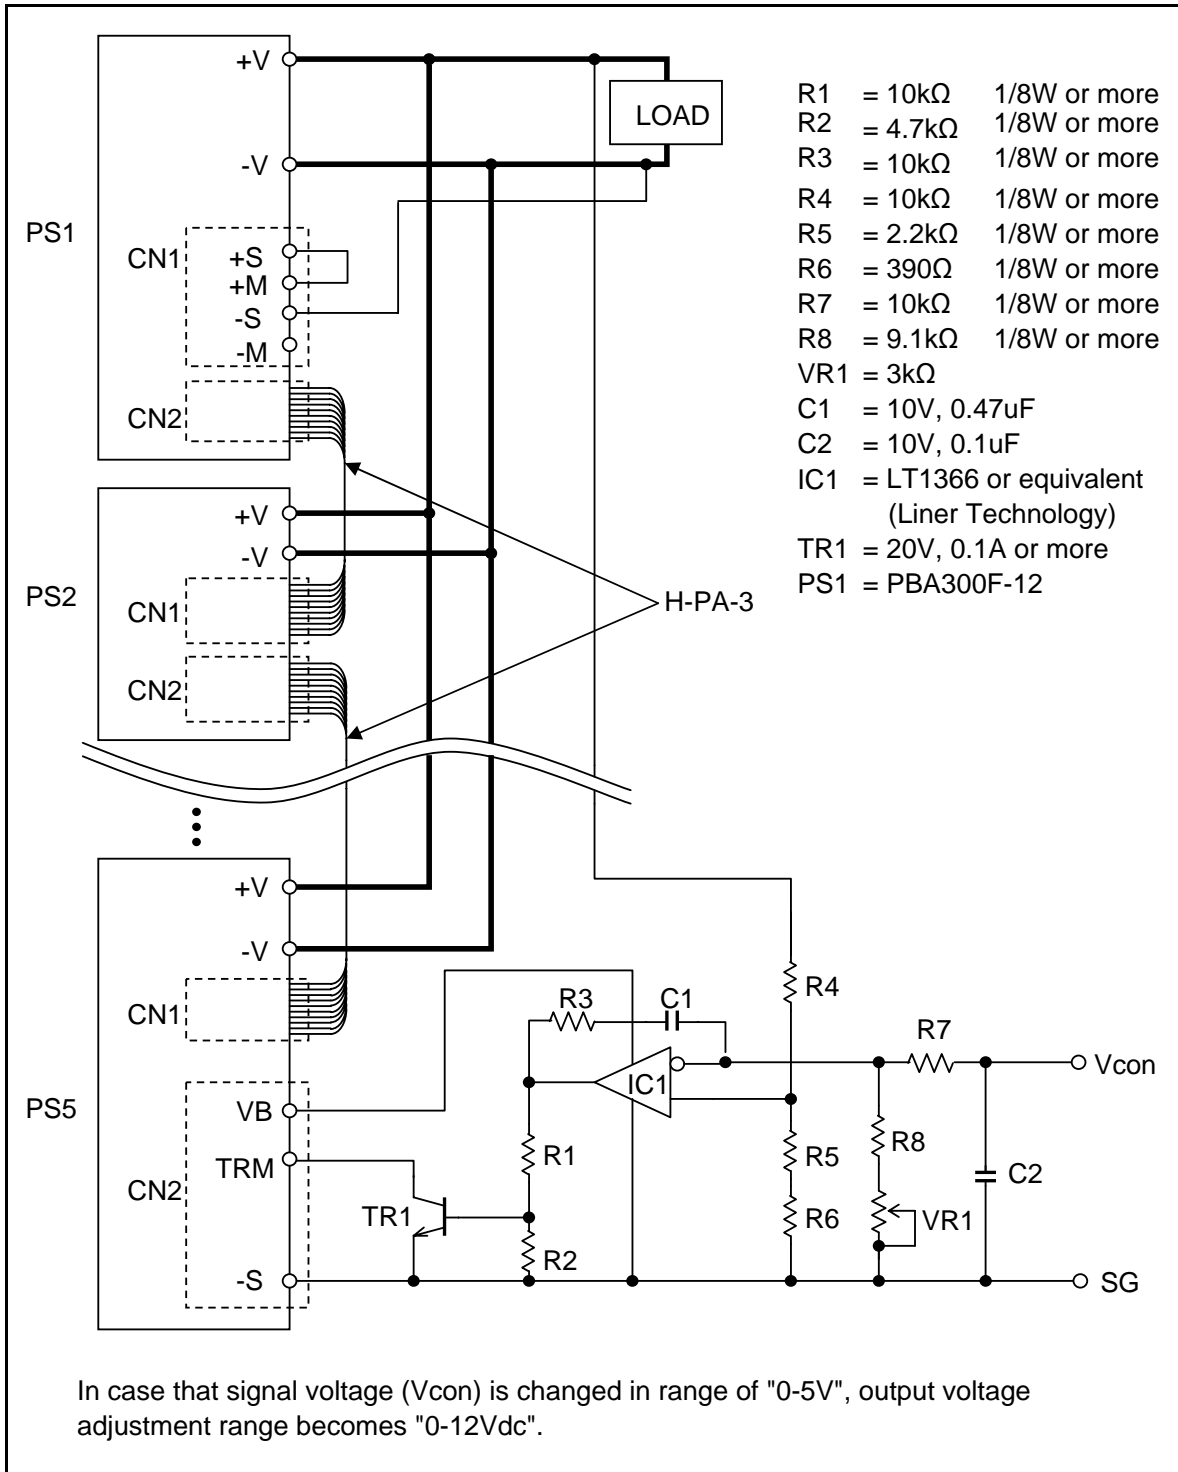 +V
-V
LOAD
PS1
CN1
+S
+M
-S
-M
CN2
R1 = 10kΩ 1/8W or more
R2 = 4.7kΩ 1/8W or more
R3 = 10kΩ 1/8W or more
R4 = 10kΩ 1/8W or more
R5 = 2.2kΩ 1/8W or more
R6 = 390Ω 1/8W or more
R7 = 10kΩ 1/8W or more
R8 = 9.1kΩ 1/8W or more
VR1 = 3kΩ
C1 = 10V, 0.47uF
C2 = 10V, 0.1uF
IC1 = LT1366 or equivalent
(Liner Technology)
TR1 = 20V, 0.1A or more
PS1 = PBA300F-12
+V
-V
PS2
CN1
CN2
H-PA-3
+V
-V
CN1
PS5
VB
TRM
CN2
-S
R3
C1
R4
R7
Vcon
IC1
R1
R5
R8
C2
TR1
R6
VR1
R2
SG
In case that signal voltage (Vcon) is changed in range of "0-5V", output voltage
adjustment range becomes "0-12Vdc".